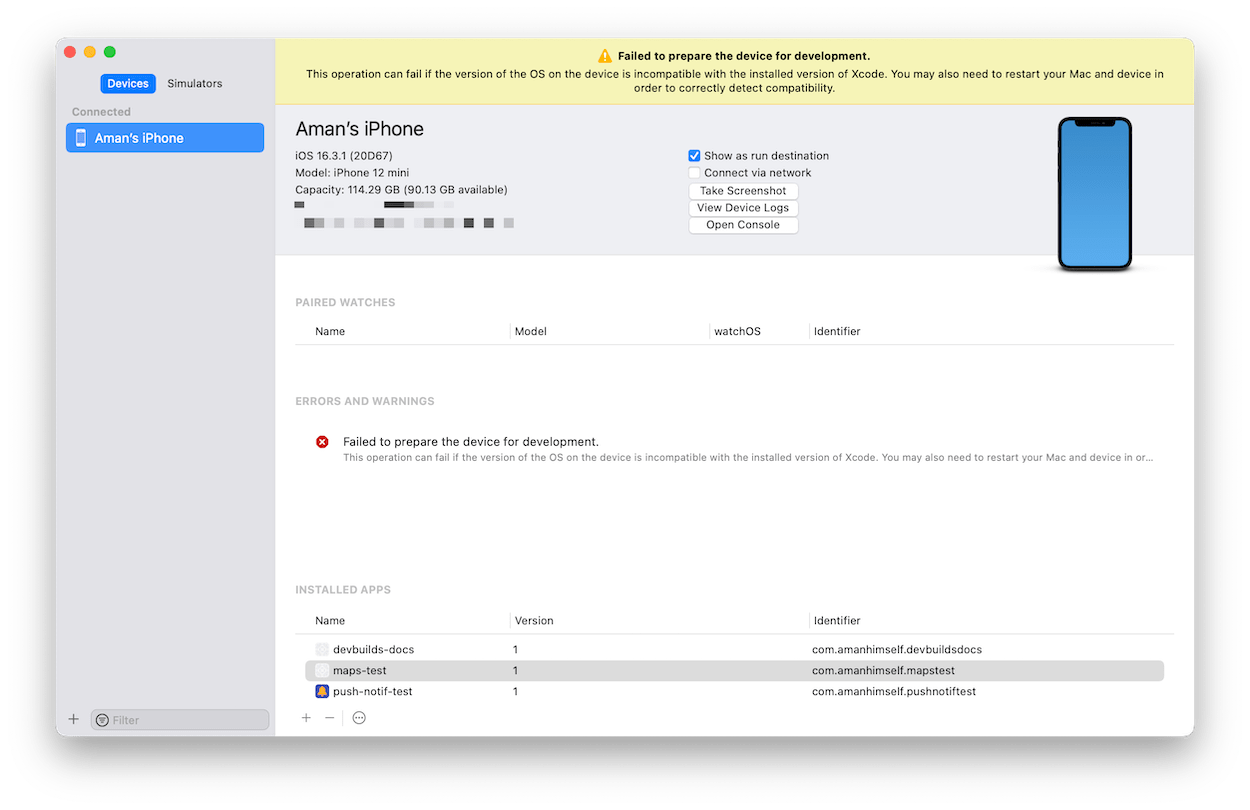 Failed to prepare the device for development.
This operation can fail if the version of the OS on the device is incompatible with the installed version of Xcode. You may also need to restart your Mac and device in
order to correctly detect compatibility.
Devices
Simulators
Connected
Aman's iPhone
Filter
Aman's iPhone
iOS 16.3.1 (20D67)
Model: iPhone 12 mini
Capacity: 114.29 GB (90.13 GB available)
Show as run destination
Connect via network
Take Screenshot
View Device Logs
Open Console
PAIRED WATCHES
Name Model watchOS Identifier
ERRORS AND WARNINGS
Failed to prepare the device for development.
This operation can fail if the version of the OS on the device is incompatible with the installed version of Xcode. You may also need to restart your Mac and device in or...
INSTALLED APPS
Name Version Identifier
devbuilds-docs 1 com.amanhimself.devbuildsdocs
maps-test 1 com.amanhimself.mapstest
push-notif-test 1 com.amanhimself.pushnotiftest